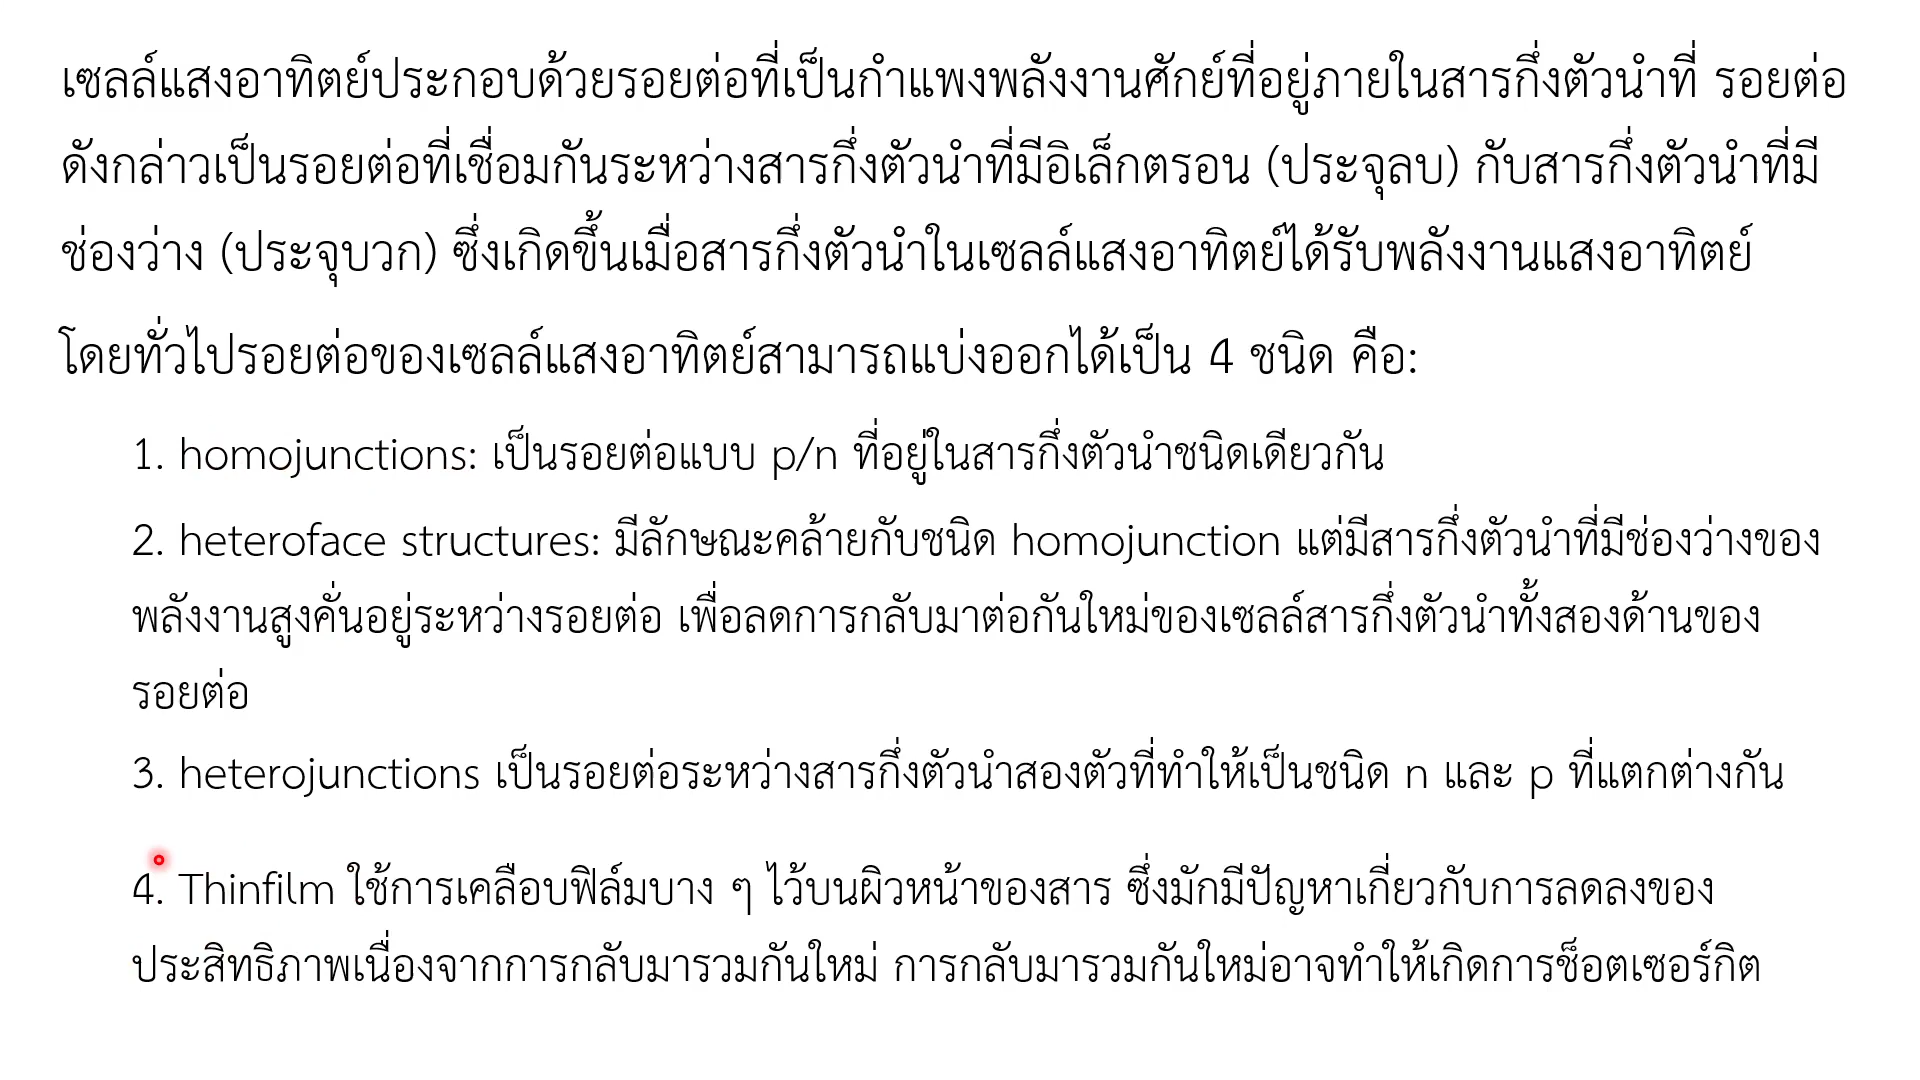 เซลล์แสงอาทิตย์ประกอบด้วยรอยต่อที่เป็นกำแพงพลังงานศักย์ที่อยู่ภายในสารกึ่งตัวนำที่ รอยต่อ
ดังกล่าวเป็นรอยต่อที่เชื่อมกันระหว่างสารกึ่งตัวนำที่มีอิเล็กตรอน (ประจุลบ) กับสารกึ่งตัวนำที่มี
ช่องว่าง (ประจุบวก) ซึ่งเกิดขึ้นเมื่อสารกึ่งตัวนำในเซลล์แสงอาทิตย์ได้รับพลังงานแสงอาทิตย์
โดยทั่วไปรอยต่อของเซลล์แสงอาทิตย์สามารถแบ่งออกได้เป็น 4 ชนิด คือ:
1. homojunctions: เป็นรอยต่อแบบ p/n ที่อยู่ในสารกึ่งตัวนำชนิดเดียวกัน
2. heteroface structures: มีลักษณะคล้ายกับชนิด homojunction แต่มีสารกึ่งตัวนำที่มีช่องว่างของ
พลังงานสูงคั่นอยู่ระหว่างรอยต่อ เพื่อลดการกลับมาต่อกันใหม่ของเซลล์สารกึ่งตัวนำทั้งสองด้านของ
รอยต่อ
3. heterojunctions เป็นรอยต่อระหว่างสารกึ่งตัวนำสองตัวที่ทำให้เป็นชนิด n และ p ที่แตกต่างกัน
4. Thinfilm ใช้การเคลือบฟิล์มบาง ๆ ไว้บนผิวหน้าของสาร ซึ่งมักมีปัญหาเกี่ยวกับการลดลงของ
ประสิทธิภาพเนื่องจากการกลับมารวมกันใหม่ การกลับมารวมกันใหม่อาจทำให้เกิดการช็อตเซอร์กิต